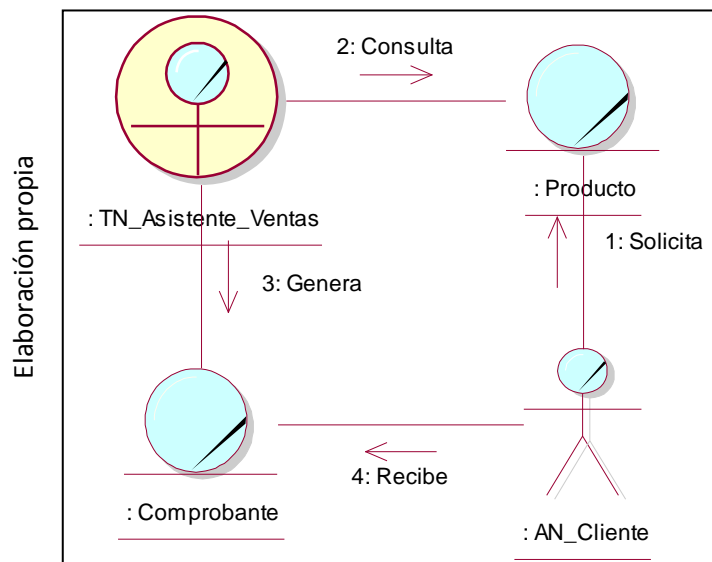 Elaboración propia
2: Consulta
: TN_Asistente_Ventas
: Producto
1: Solicita
3: Genera
4: Recibe
: Comprobante
: AN_Cliente